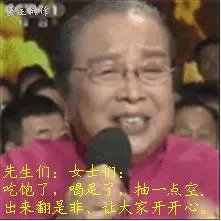 先生们：女士们：
吃饱了，喝足了，抽一点空.
出来翻是非、让大家开开心。